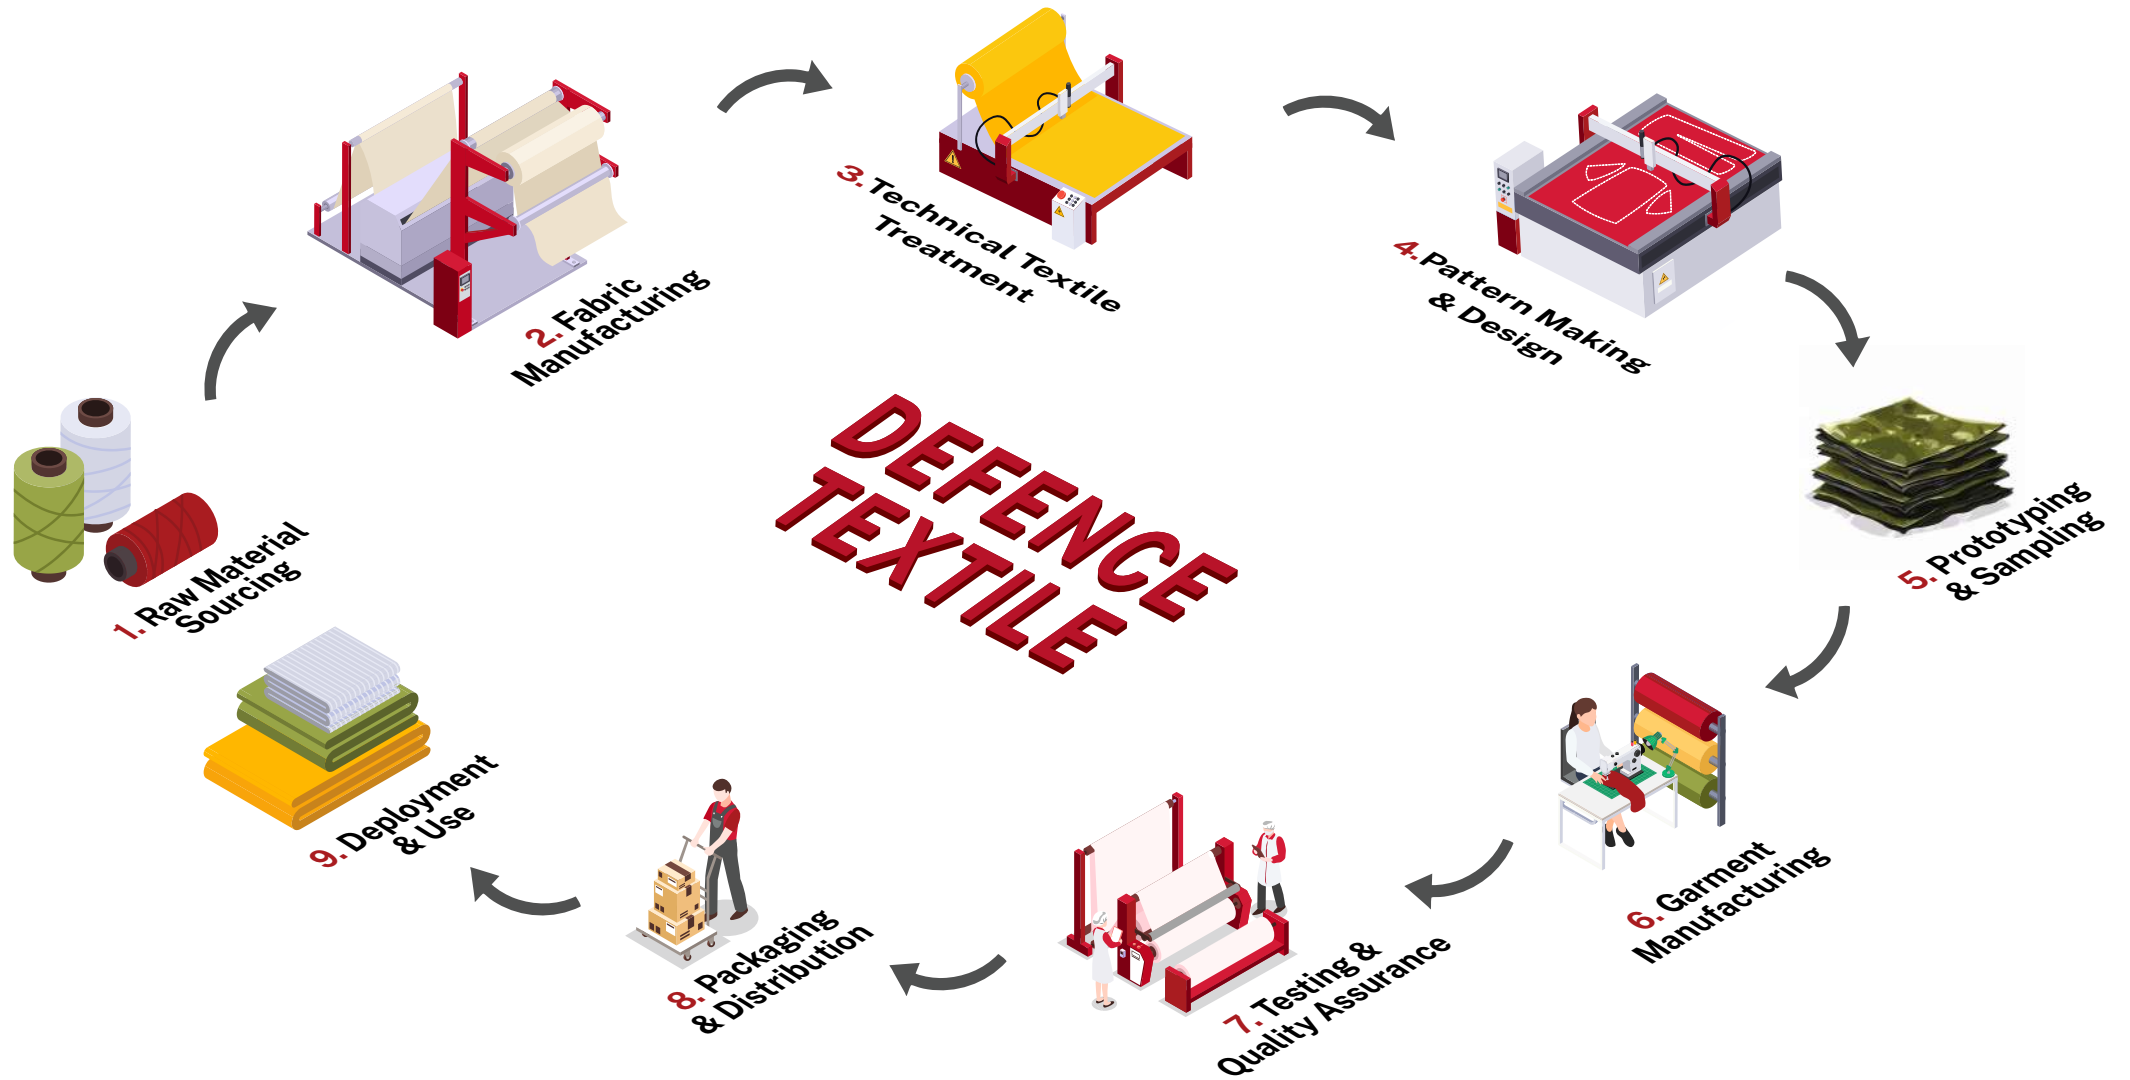 1. Raw Material
Sourcing
2. Fabric
Manufacturing
3. Technical Textile
Treatment
4. Pattern Making
& Design
5. Prototyping
& Sampling
6. Garment
Manufacturing
7. Testing &
Quality Assurance
8. Packaging
& Distribution
9. Deployment
& Use
DEFENCE
TEXTILE